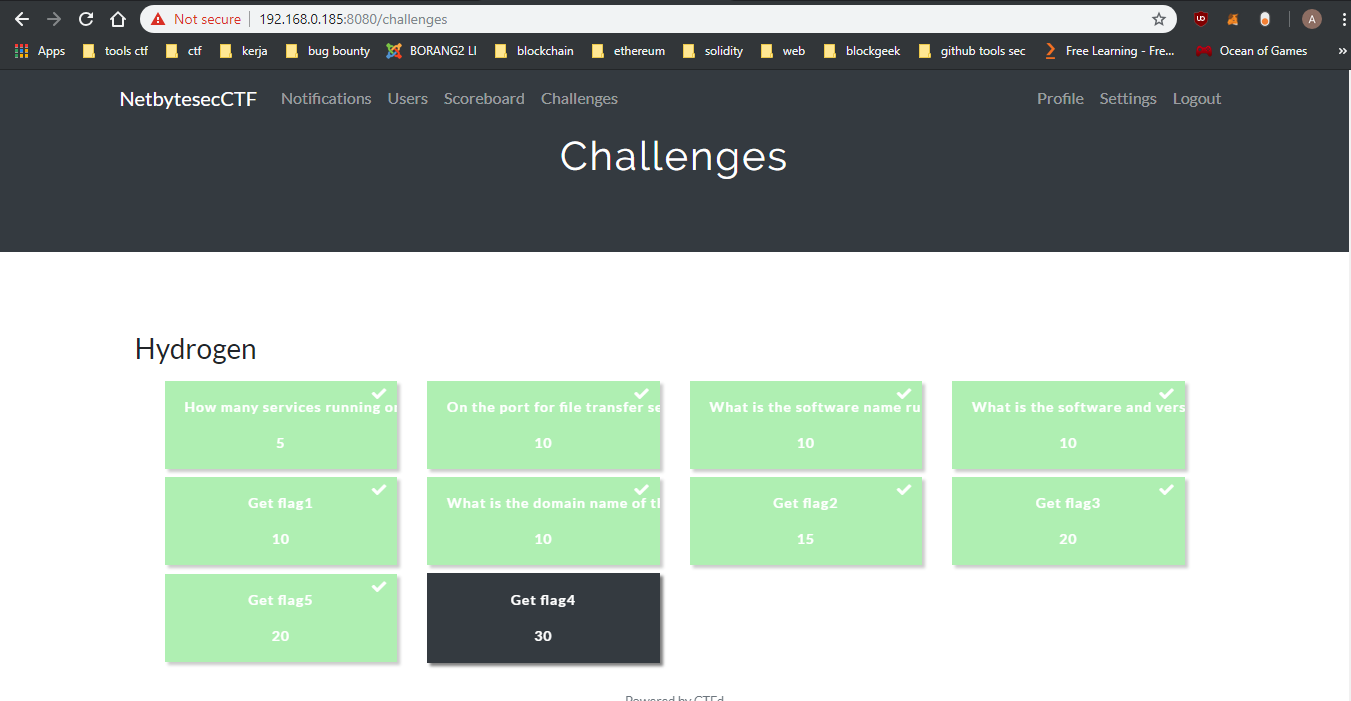 Not secure 192.168.0.185:8080/challenges A
Apps tools ctf ctf kerja bug bounty BORANG2 LI blockchain ethereum solidity web blockgeek github tools sec Free Learning - Fre... Ocean of Games »
NetbytesecCTF Notifications Users Scoreboard Challenges Profile Settings Logout
Challenges
Hydrogen
How many services running on On the port for file transfer se What is the software name ru What is the software and vers
5 10 10 10
Get flag1 What is the domain name of th Get flag2 Get flag3
10 10 15 20
Get flag5 Get flag4
20 30
Powered by CTFd